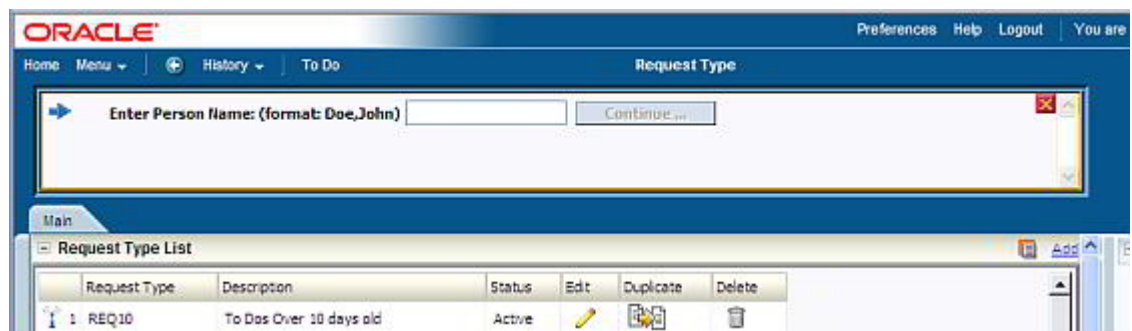 ORACLE
Preferences Help Logout You are
Home Menu History To Do Request Type
Enter Person Name: (format: Doe,John) Continue ...
Main
Request Type List Add
Request Type Description Status Edit Duplicate Delete
1 REQ10 To Dos Over 10 days old Active